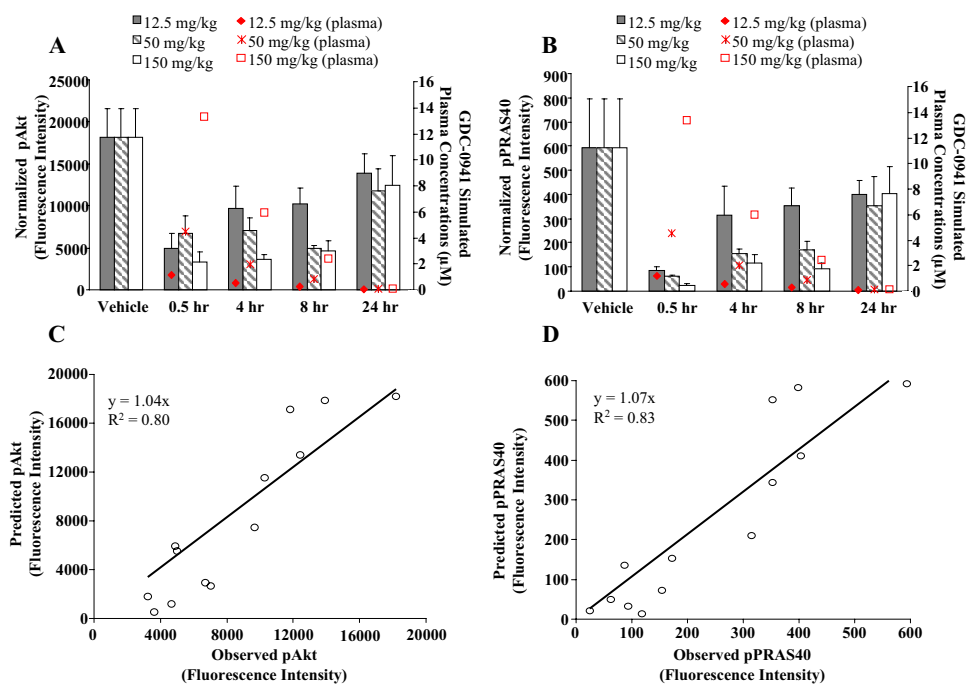 A
12.5 mg/kg
50 mg/kg
150 mg/kg
12.5 mg/kg (plasma)
50 mg/kg (plasma)
150 mg/kg (plasma)
Normalized pAkt
(Fluorescence Intensity)
25000
20000
15000
10000
5000
0
16
14
12
10
8
6
4
2
0
GDC-0941 Simulated
Plasma Concentrations (μM)
Vehicle
0.5 hr
4 hr
8 hr
24 hr
B
12.5 mg/kg
50 mg/kg
150 mg/kg
12.5 mg/kg (plasma)
50 mg/kg (plasma)
150 mg/kg (plasma)
Normalized pPRAS40
(Fluorescence Intensity)
900
800
700
600
500
400
300
200
100
0
16
14
12
10
8
6
4
2
0
GDC-0941 Simulated
Plasma Concentrations (μM)
Vehicle
0.5 hr
4 hr
8 hr
24 hr
C
y = 1.04x
R² = 0.80
Predicted pAkt
(Fluorescence Intensity)
20000
16000
12000
8000
4000
0
0
4000
8000
12000
16000
20000
Observed pAkt
(Fluorescence Intensity)
D
y = 1.07x
R² = 0.83
Predicted pPRAS40
(Fluorescence Intensity)
600
500
400
300
200
100
0
0
100
200
300
400
500
600
Observed pPRAS40
(Fluorescence Intensity)